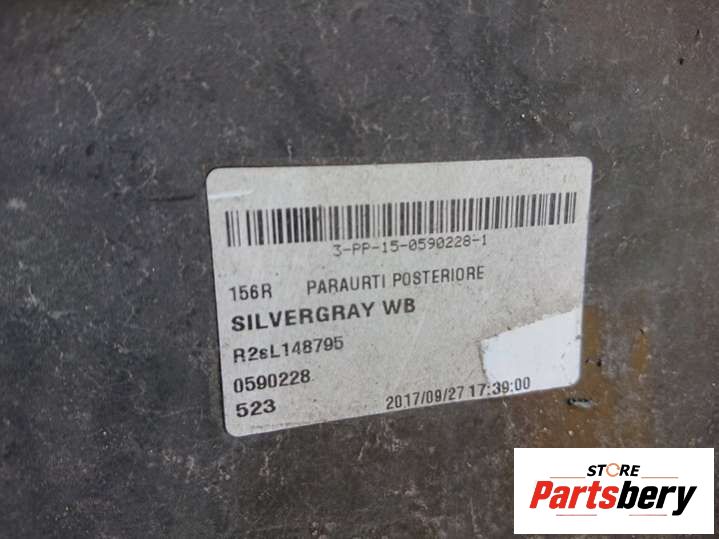 3-PP-15-0590228-1
156R PARAURTI POSTERIORE
SILVERGRAY WB
R2sL148795
0590228
523 2017/09/27 17:39:00
STORE
Partsbery